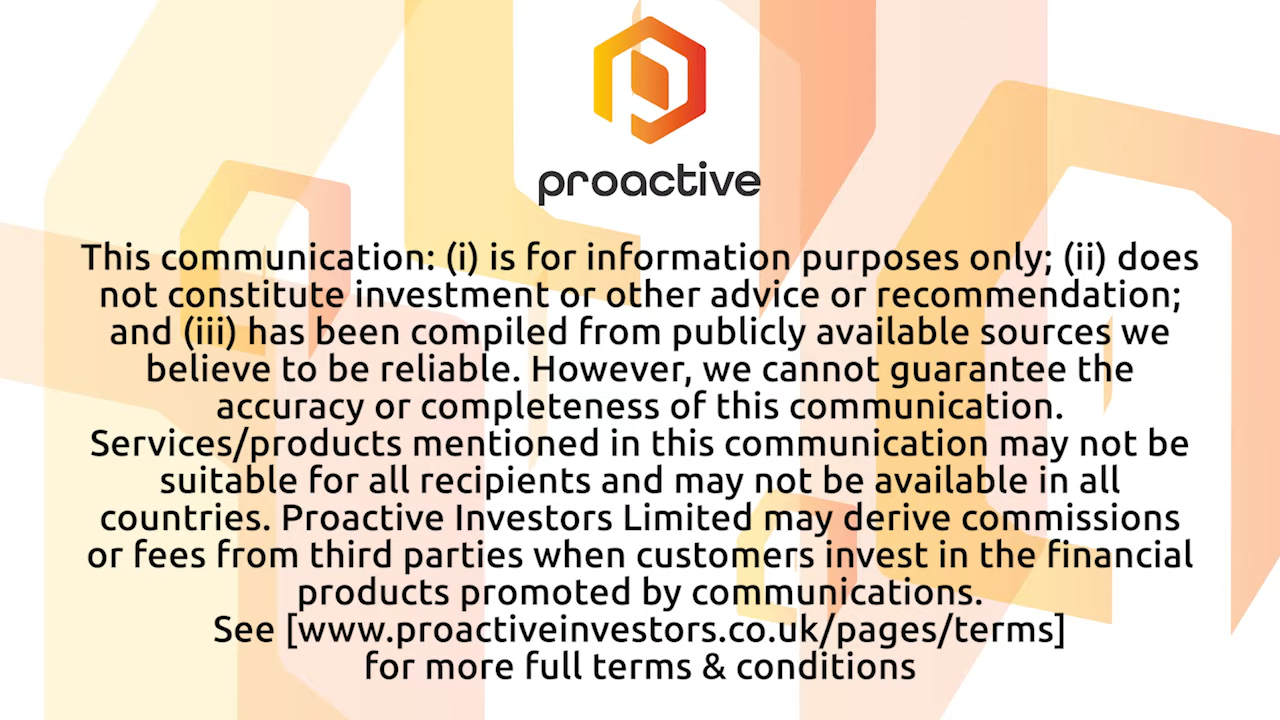 proactive
This communication: (i) is for information purposes only; (ii) does
not constitute investment or other advice or recommendation;
and (iii) has been compiled from publicly available sources we
believe to be reliable. However, we cannot guarantee the
accuracy or completeness of this communication.
Services/products mentioned in this communication may not be
suitable for all recipients and may not be available in all
countries. Proactive Investors Limited may derive commissions
or fees from third parties when customers invest in the financial
products promoted by communications.
See [www.proactiveinvestors.co.uk/pages/terms]
for more full terms & conditions